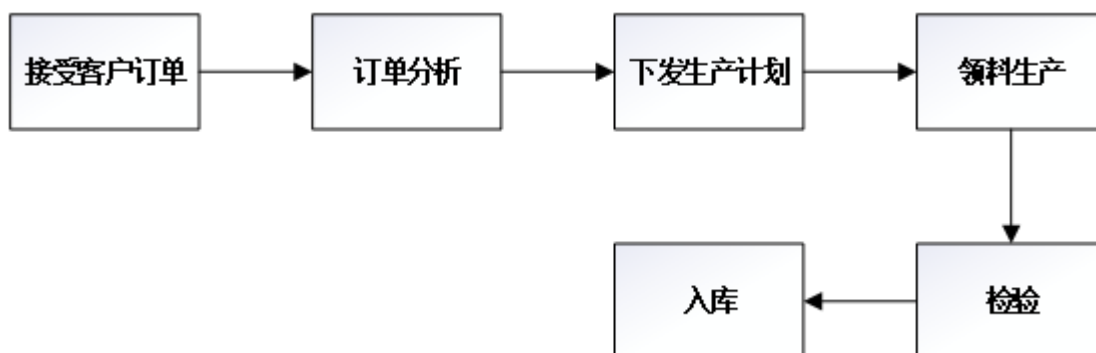 接受客户订单
订单分析
下发生产计划
领料生产
检验
入库